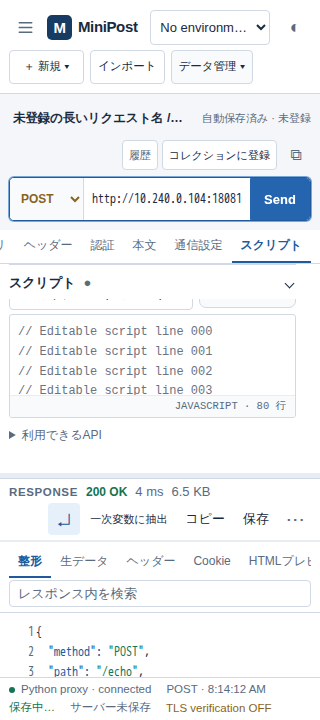 M MiniPost No environm…
＋ 新規 ▾ インポート データ管理 ▾
未登録の長いリクエスト名 /… 自動保存済み · 未登録
履歴 コレクションに登録
POST http://10.240.0.104:18081 Send
ヘッダー 認証 本文 通信設定 スクリプト
スクリプト
// Editable script line 000
// Editable script line 001
// Editable script line 002
// Editable script line 003
JAVASCRIPT · 80 行
▶ 利用できるAPI
RESPONSE 200 OK 4 ms 6.5 KB
一次変数に抽出 コピー 保存 ···
整形 生データ ヘッダー Cookie HTMLプレビ
レスポンス内を検索
1 {
2 "method": "POST",
3 "path": "/echo",
Python proxy · connected POST · 8:14:12 AM
保存中… サーバー未保存 TLS verification OFF